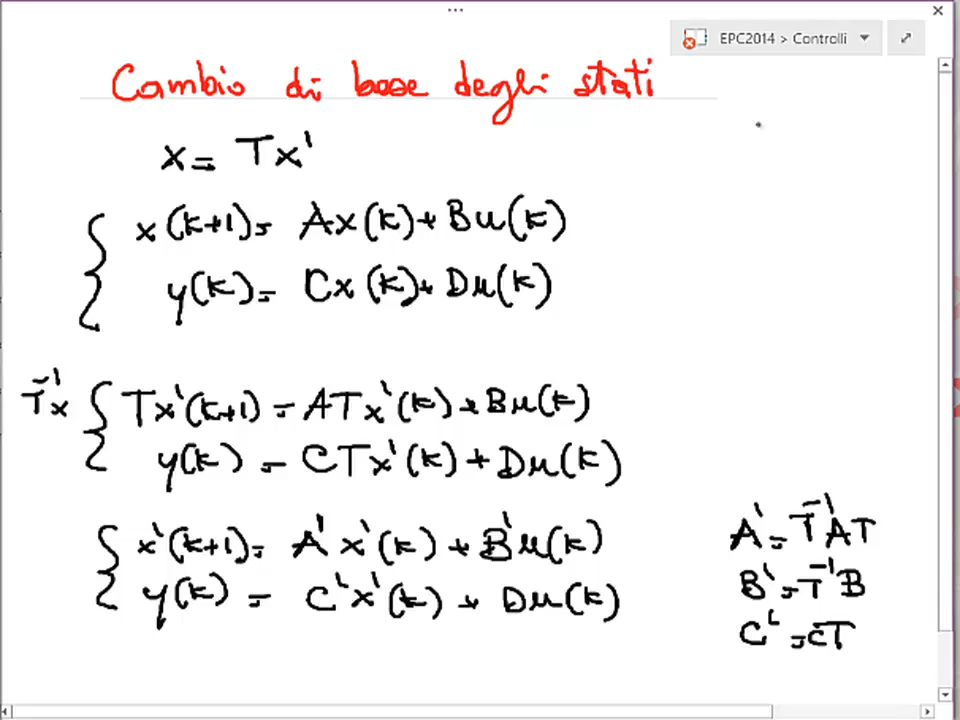 EPC2014 > Controlli
Cambio di base degli stati
x = Tx'
x(k+1) = Ax(k) + Bu(k)
y(k) = Cx(k) + Du(k)
T⁻¹x
Tx'(k+1) = ATx'(k) + Bu(k)
y(k) = CTx'(k) + Du(k)
x'(k+1) = A'x'(k) + B'u(k)
y(k) = C'x'(k) + Du(k)
A' = T⁻¹AT
B' = T⁻¹B
C' = CT